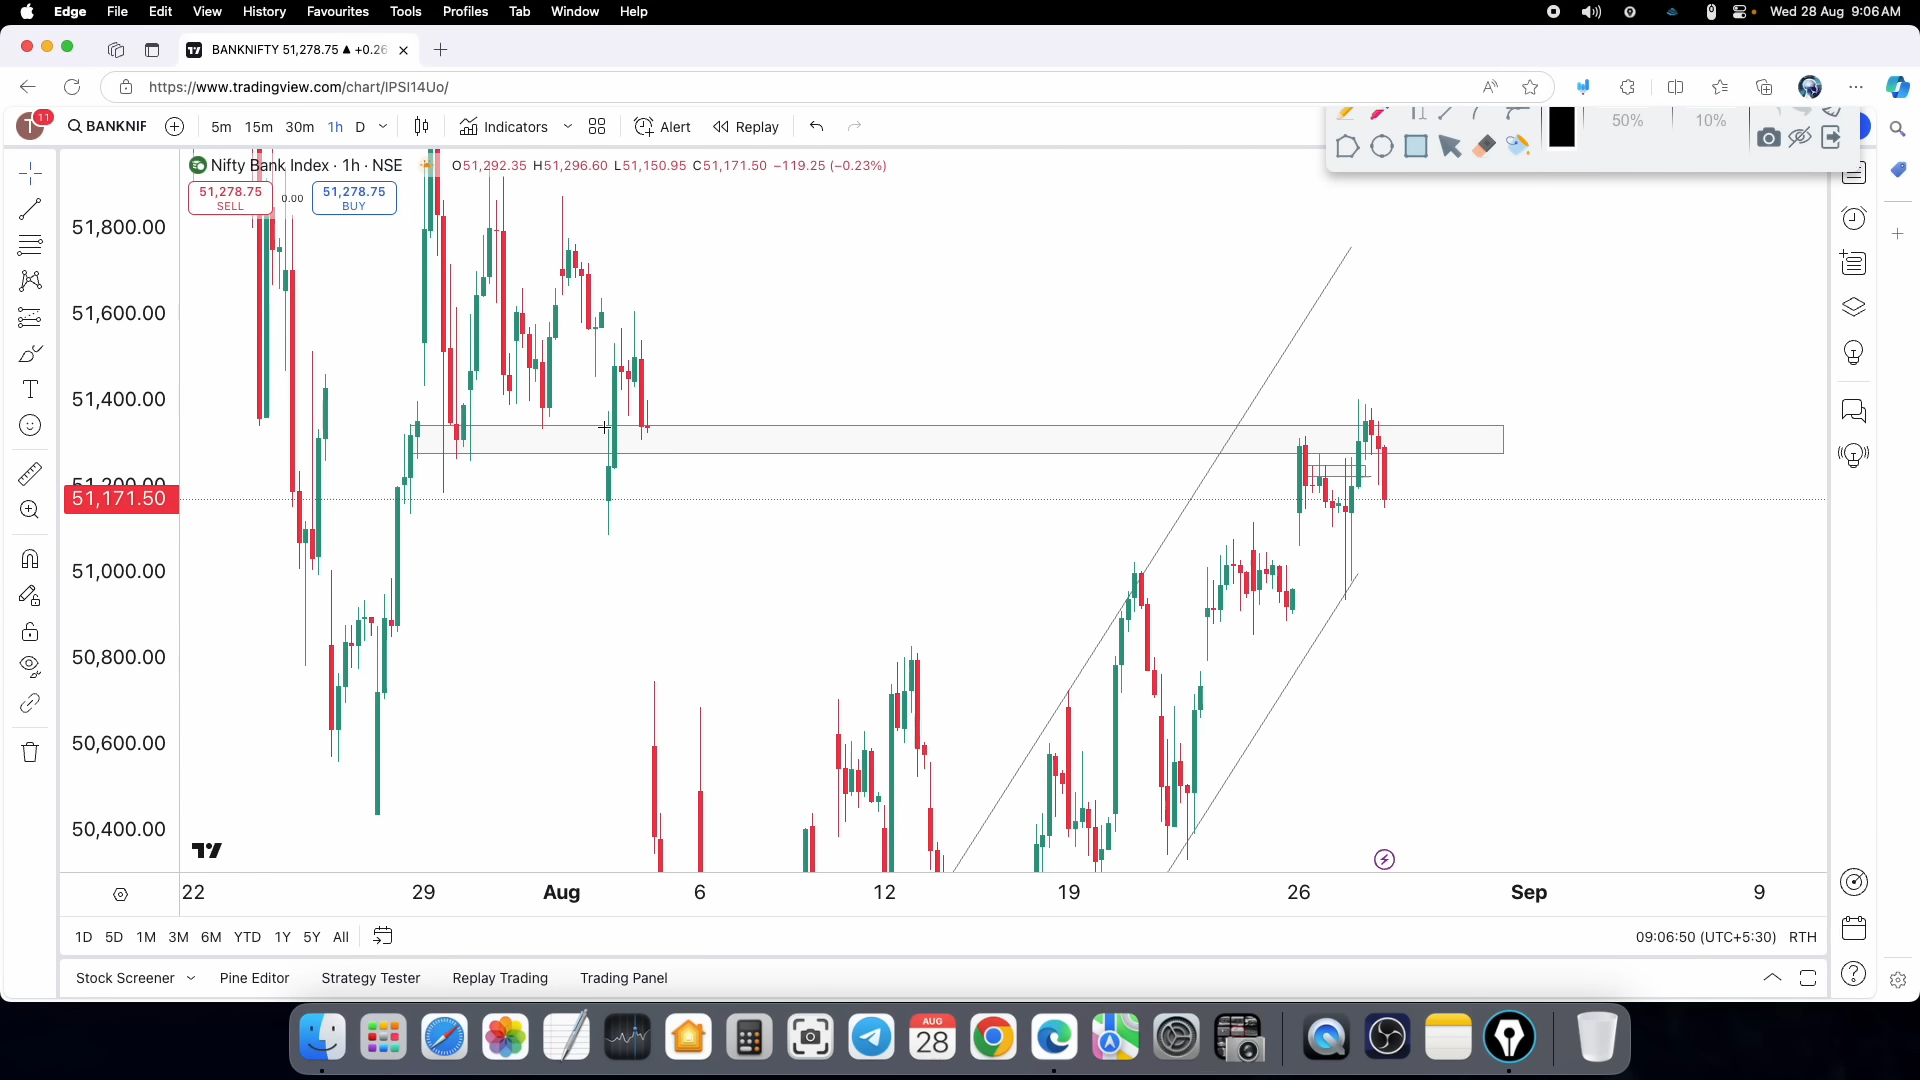 Edge File Edit View History Favourites Tools Profiles Tab Window Help Wed 28 Aug 9:06 AM
BANKNIFTY 51,278.75 ▲ +0.26
https://www.tradingview.com/chart/IPSI14Uo/
T 11 BANKNIF 5m 15m 30m 1h D Indicators Alert Replay 50% 10%
Nifty Bank Index · 1h · NSE O51,292.35 H51,296.60 L51,150.95 C51,171.50 −119.25 (−0.23%)
51,278.75 SELL 0.00 51,278.75 BUY
51,800.00
51,600.00
51,400.00
51,200.00
51,171.50
51,000.00
50,800.00
50,600.00
50,400.00
22 29 Aug 6 12 19 26 Sep 9
1D 5D 1M 3M 6M YTD 1Y 5Y All 09:06:50 (UTC+5:30) RTH
Stock Screener Pine Editor Strategy Tester Replay Trading Trading Panel
AUG
28